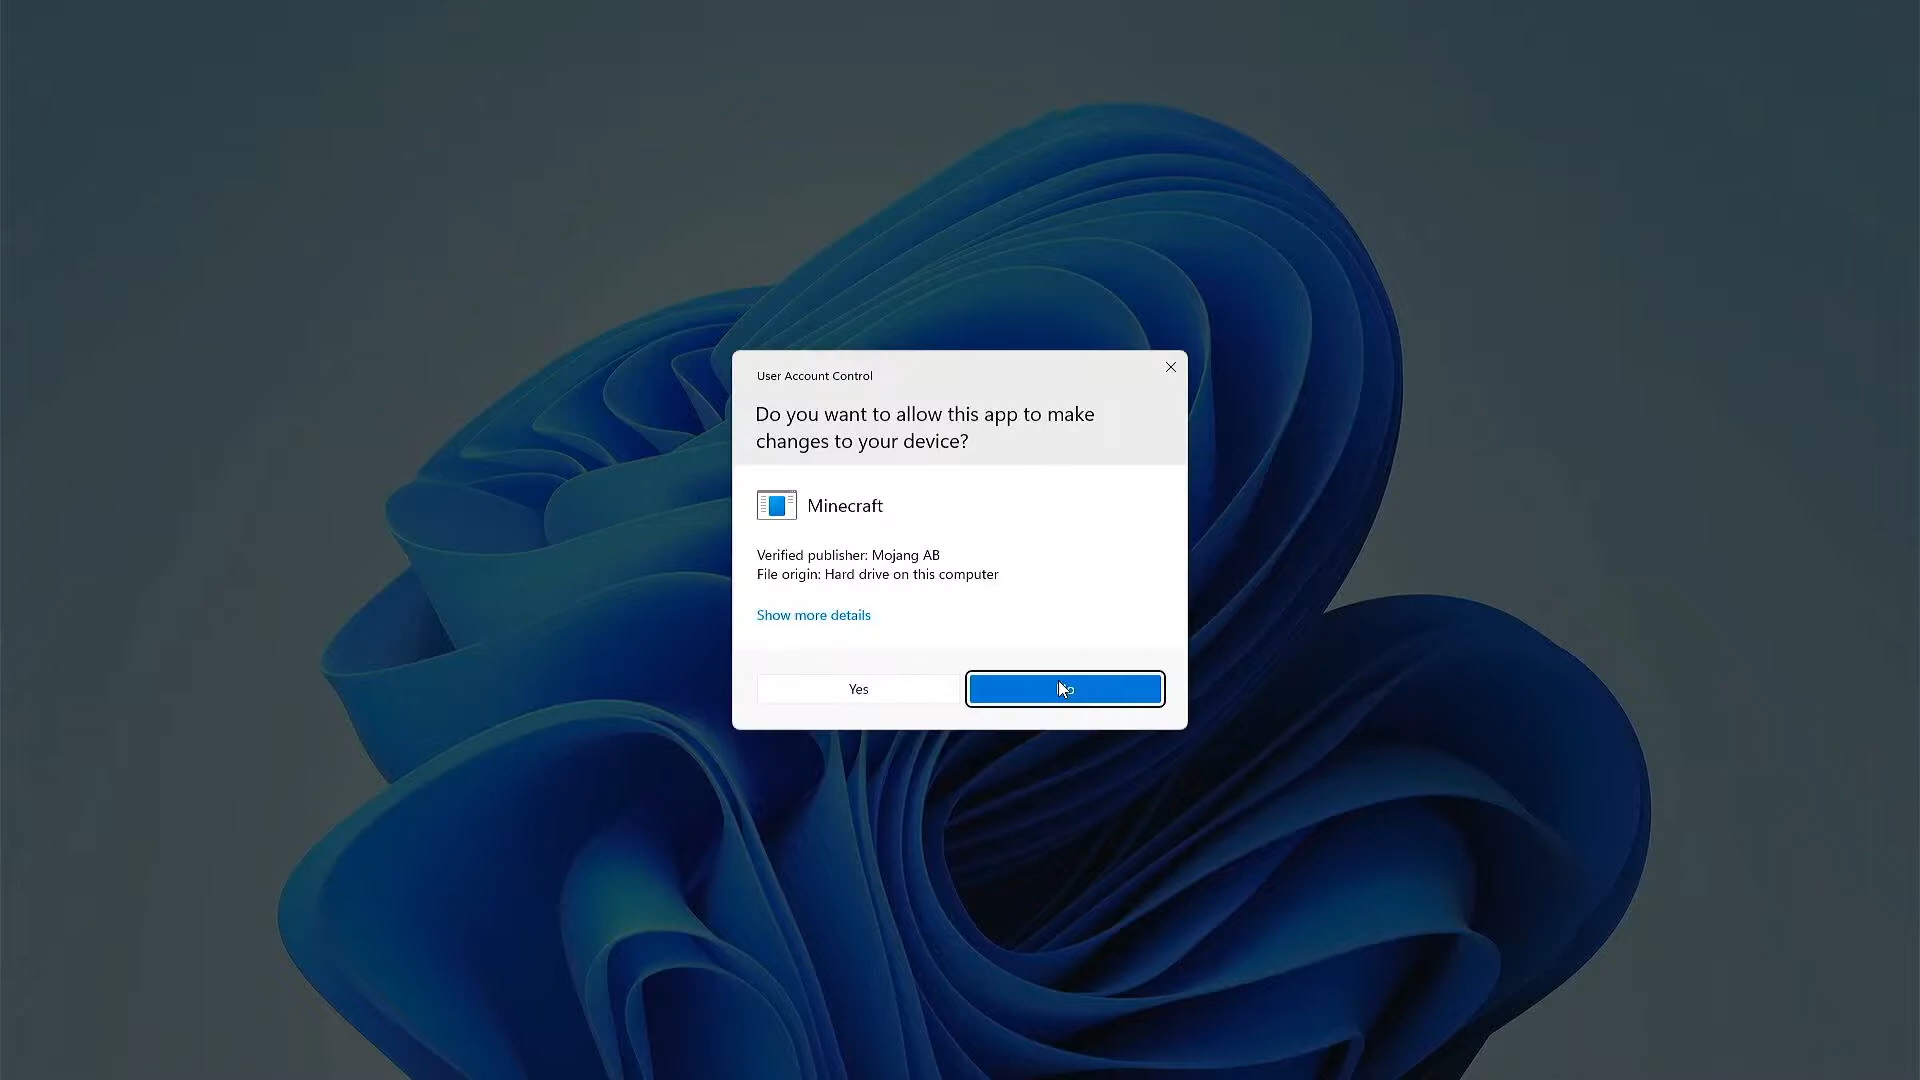 User Account Control
Do you want to allow this app to make
changes to your device?
Minecraft
Verified publisher: Mojang AB
File origin: Hard drive on this computer
Show more details
Yes